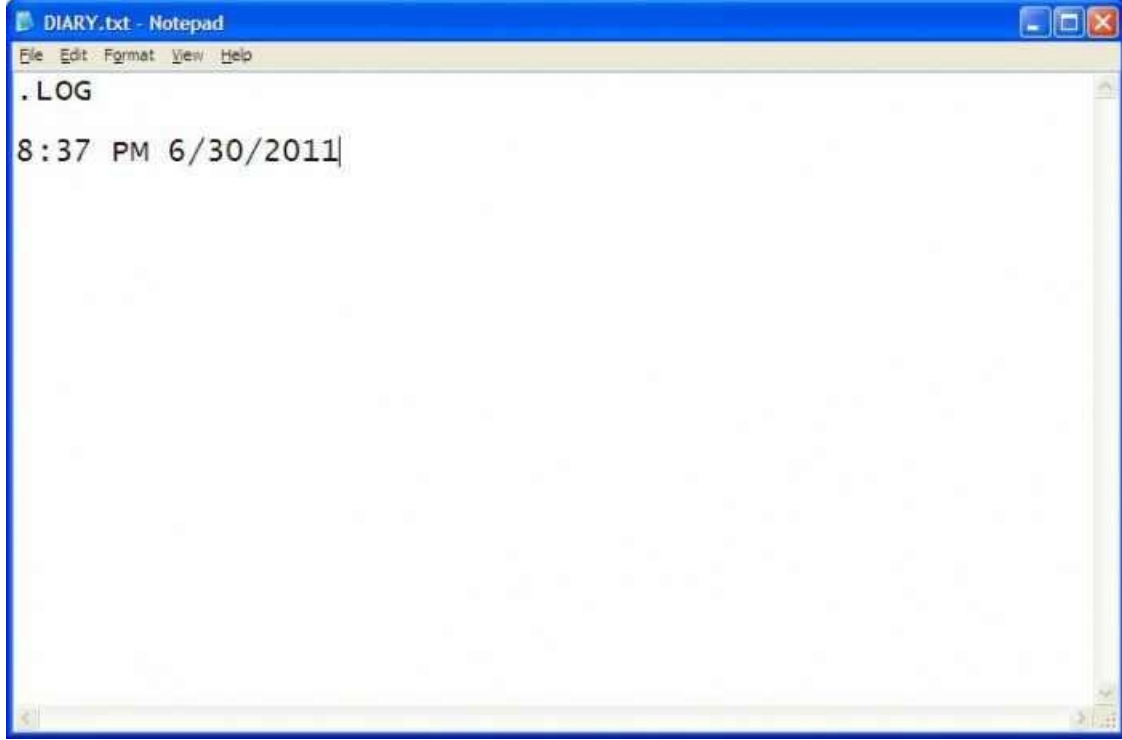 DIARY.txt - Notepad
File Edit Format View Help
.LOG
8:37 PM 6/30/2011